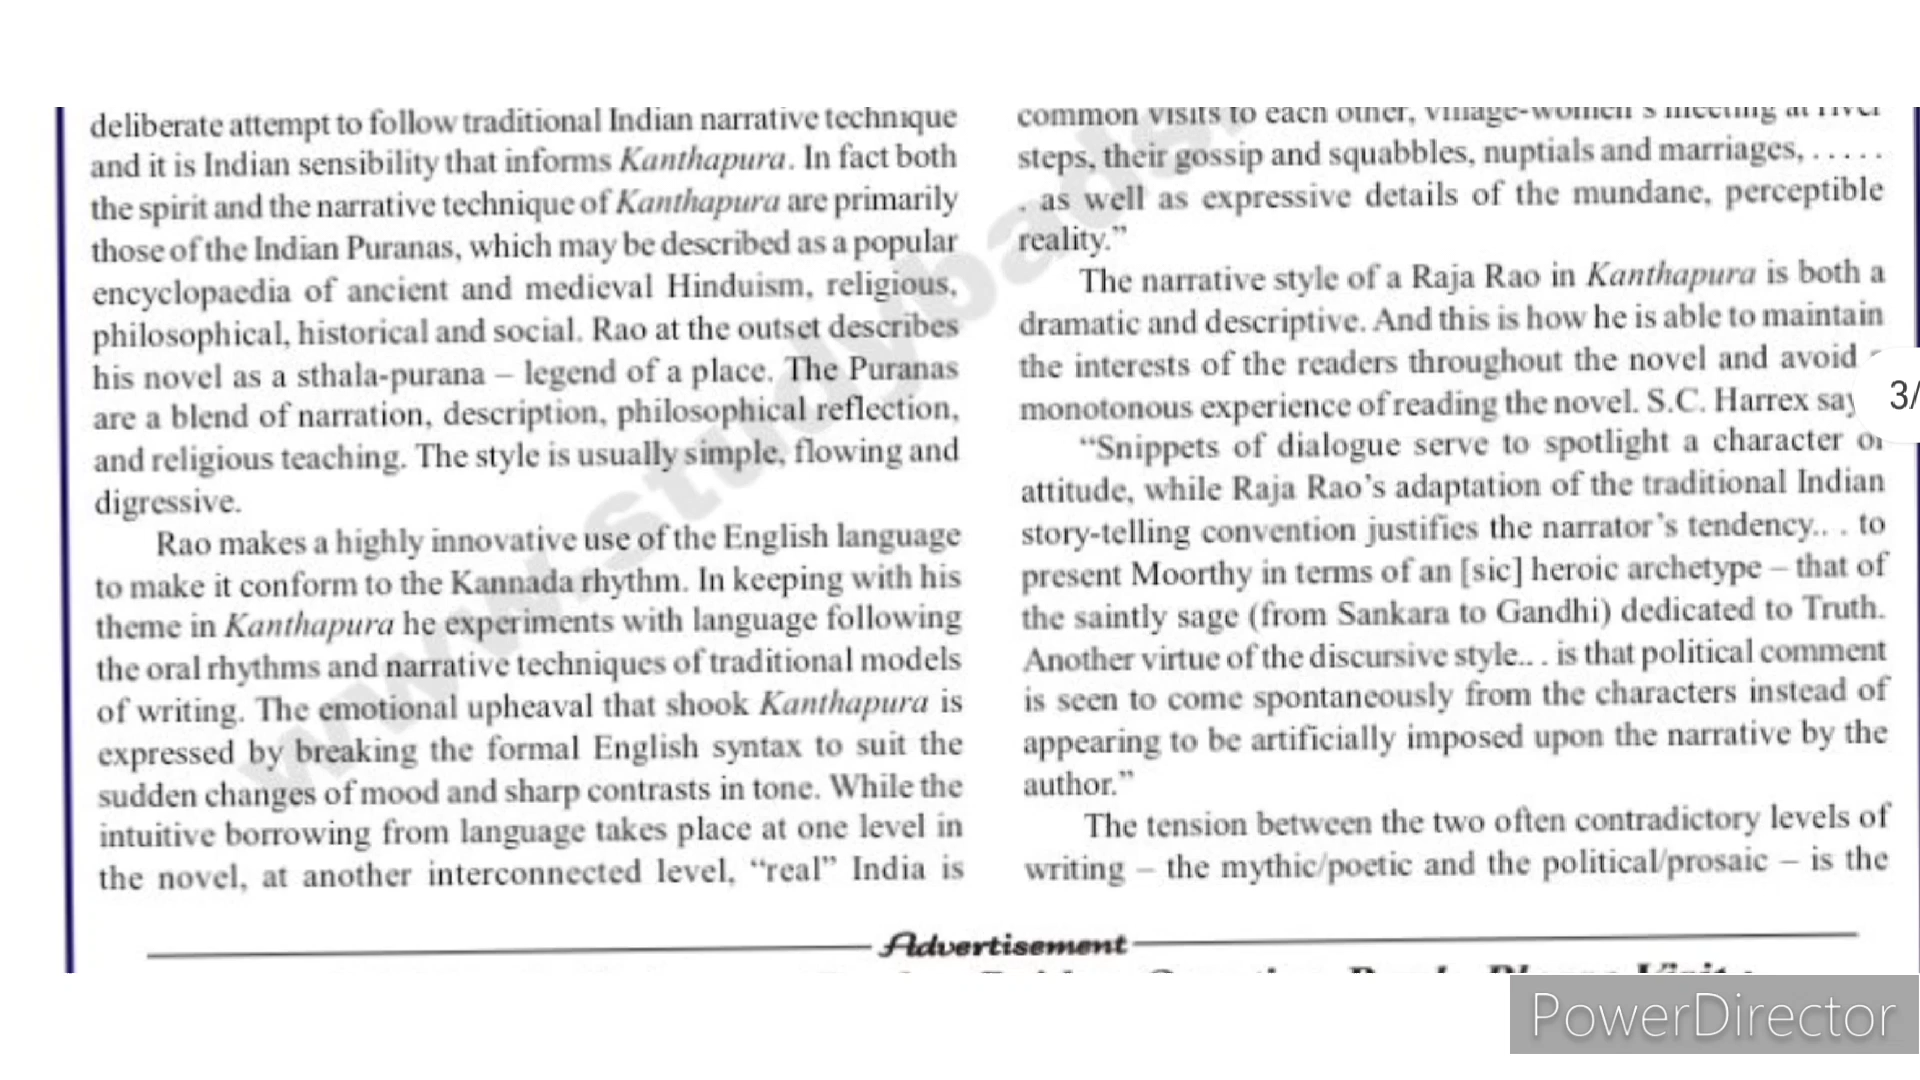 deliberate attempt to follow traditional Indian narrative technique
and it is Indian sensibility that informs Kanthapura. In fact both
the spirit and the narrative technique of Kanthapura are primarily
those of the Indian Puranas, which may be described as a popular
encyclopaedia of ancient and medieval Hinduism, religious,
philosophical, historical and social. Rao at the outset describes
his novel as a sthala-purana – legend of a place. The Puranas
are a blend of narration, description, philosophical reflection,
and religious teaching. The style is usually simple, flowing and
digressive.
Rao makes a highly innovative use of the English language
to make it conform to the Kannada rhythm. In keeping with his
theme in Kanthapura he experiments with language following
the oral rhythms and narrative techniques of traditional models
of writing. The emotional upheaval that shook Kanthapura is
expressed by breaking the formal English syntax to suit the
sudden changes of mood and sharp contrasts in tone. While the
intuitive borrowing from language takes place at one level in
the novel, at another interconnected level, “real” India is
common visits to each other, village-women's meeting at river
steps, their gossip and squabbles, nuptials and marriages, . . . . .
. as well as expressive details of the mundane, perceptible
reality.”
The narrative style of a Raja Rao in Kanthapura is both a
dramatic and descriptive. And this is how he is able to maintain
the interests of the readers throughout the novel and avoid
monotonous experience of reading the novel. S.C. Harrex say
“Snippets of dialogue serve to spotlight a character or
attitude, while Raja Rao’s adaptation of the traditional Indian
story-telling convention justifies the narrator’s tendency.. . to
present Moorthy in terms of an [sic] heroic archetype – that of
the saintly sage (from Sankara to Gandhi) dedicated to Truth.
Another virtue of the discursive style.. . is that political comment
is seen to come spontaneously from the characters instead of
appearing to be artificially imposed upon the narrative by the
author.”
The tension between the two often contradictory levels of
writing – the mythic/poetic and the political/prosaic – is the
3/
Advertisement
www.studybads.
PowerDirector